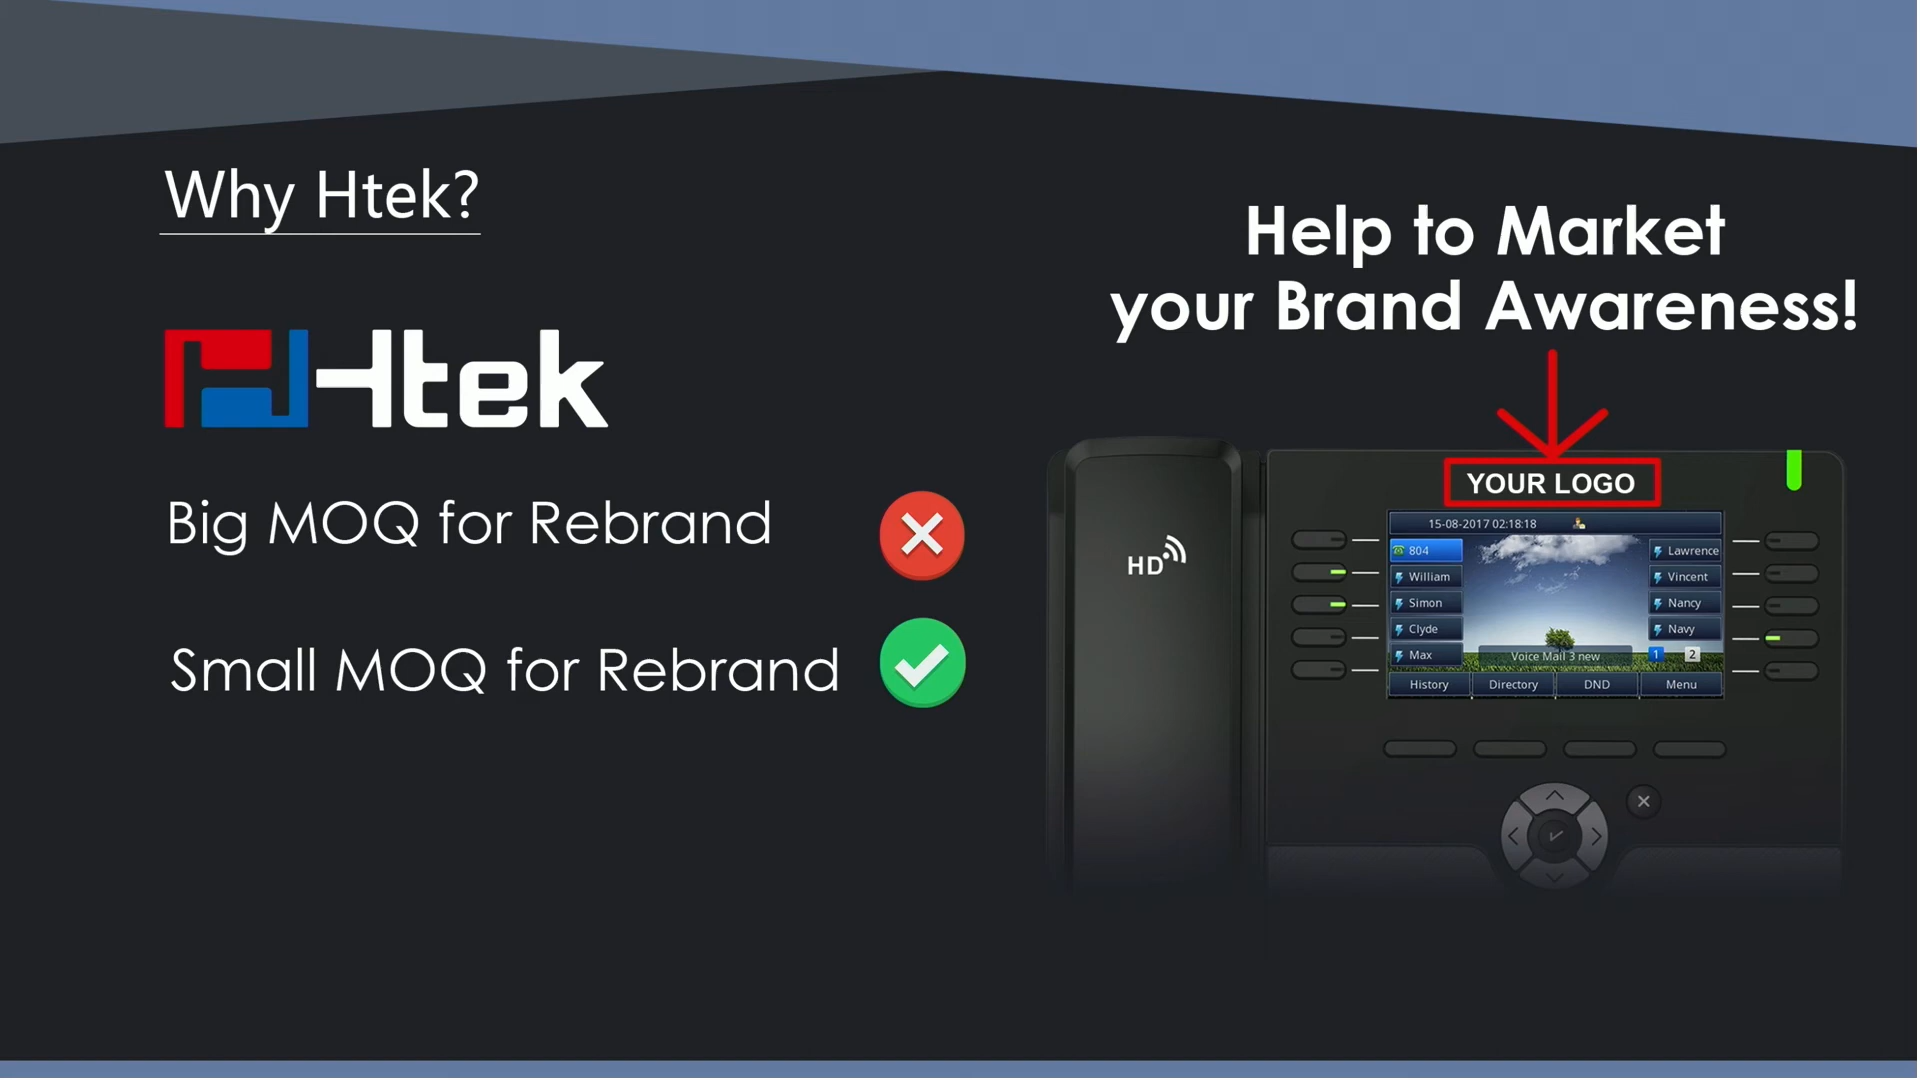 Why Htek?
Htek
Big MOQ for Rebrand
Small MOQ for Rebrand
Help to Market
your Brand Awareness!
YOUR LOGO
HD
15-08-2017 02:18:18
804
William
Simon
Clyde
Max
Lawrence
Vincent
Nancy
Navy
Voice Mail 3 new
1 2
History Directory DND Menu